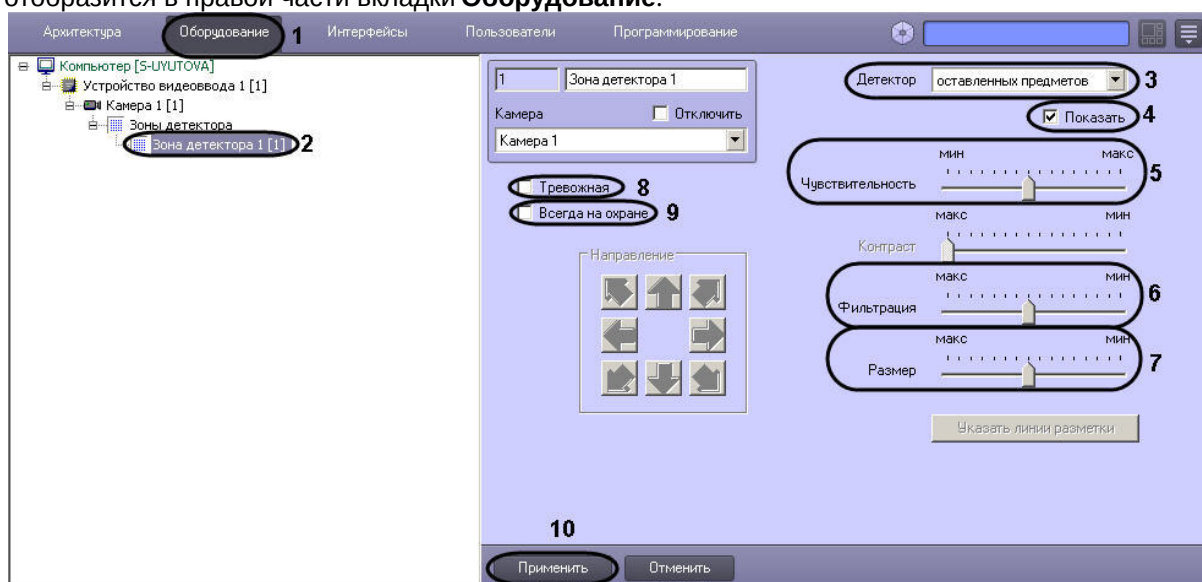 отобразится в правой части вкладки Оборудование.
Архитектура Оборудование 1 Интерфейсы Пользователи Программирование
Компьютер [S-UYUTOVA]
Устройство видеоввода 1 [1]
Камера 1 [1]
Зоны детектора
Зона детектора 1 [1] 2
1 Зона детектора 1
Камера Отключить
Камера 1
Тревожная 8
Всегда на охране 9
Направление
Детектор оставленных предметов 3
Показать 4
мин макс
Чувствительность 5
макс мин
Контраст
макс мин
Фильтрация 6
макс мин
Размер 7
Указать линии разметки
10
Применить Отменить